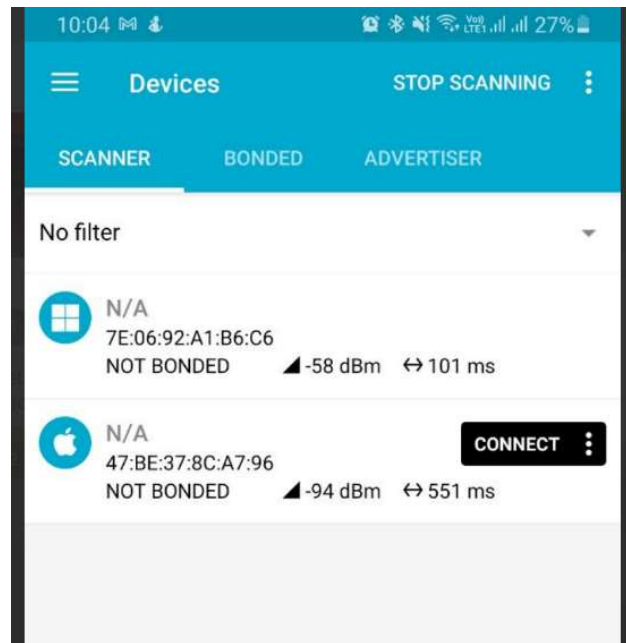 10:04 27%
Devices STOP SCANNING
SCANNER BONDED ADVERTISER
No filter
N/A
7E:06:92:A1:B6:C6
NOT BONDED -58 dBm 101 ms
N/A
CONNECT
47:BE:37:8C:A7:96
NOT BONDED -94 dBm 551 ms